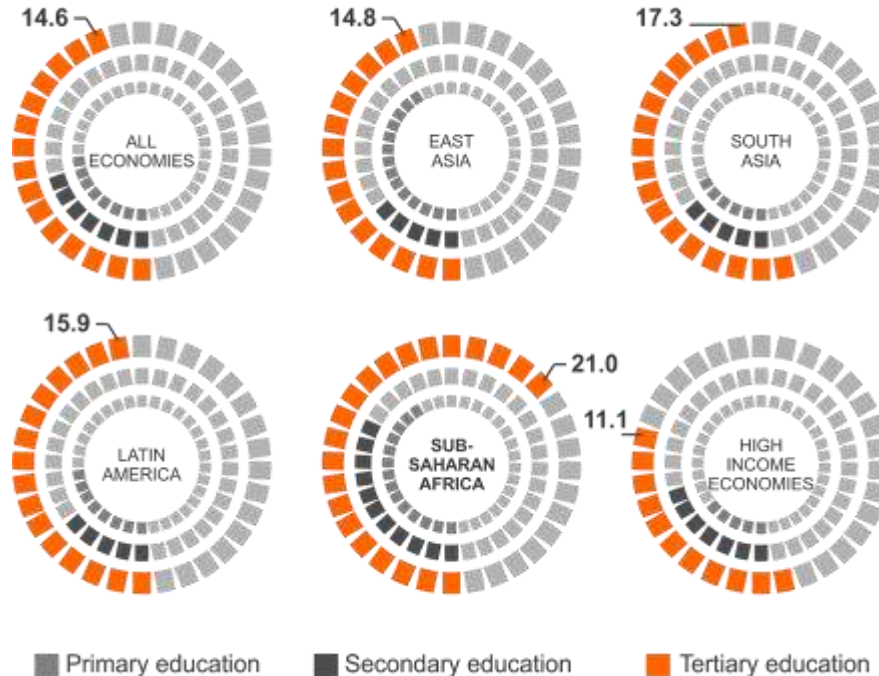 14.6
ALL
ECONOMIES
14.8
EAST
ASIA
17.3
SOUTH
ASIA
15.9
LATIN
AMERICA
21.0
SUB-
SAHARAN
AFRICA
11.1
HIGH
INCOME
ECONOMIES
Primary education
Secondary education
Tertiary education